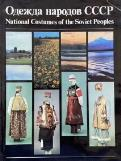 Одежда народов СССР
National Costumes of the Soviet Peoples